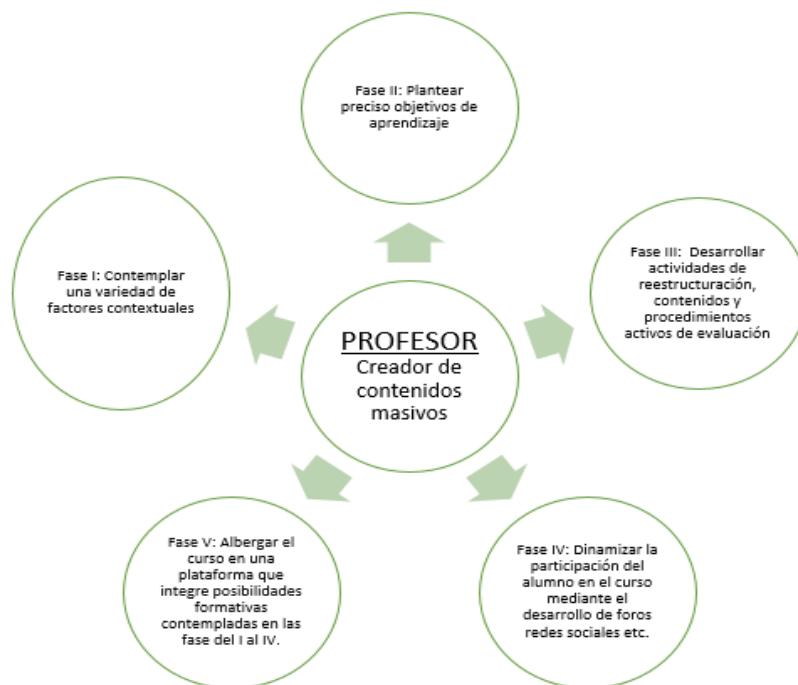 Fase II: Plantear
preciso objetivos de
aprendizaje
Fase I: Contemplar
una variedad de
factores contextuales
Fase III: Desarrollar
actividades de
reestructuración,
contenidos y
procedimientos
activos de evaluación
PROFESOR
Creador de
contenidos
masivos
Fase V: Albergar el
curso en una
plataforma que
integre posibilidades
formativas
contempladas en las
fase del I al IV.
Fase IV: Dinamizar la
participación del
alumno en el curso
mediante el
desarrollo de foros
redes sociales etc.